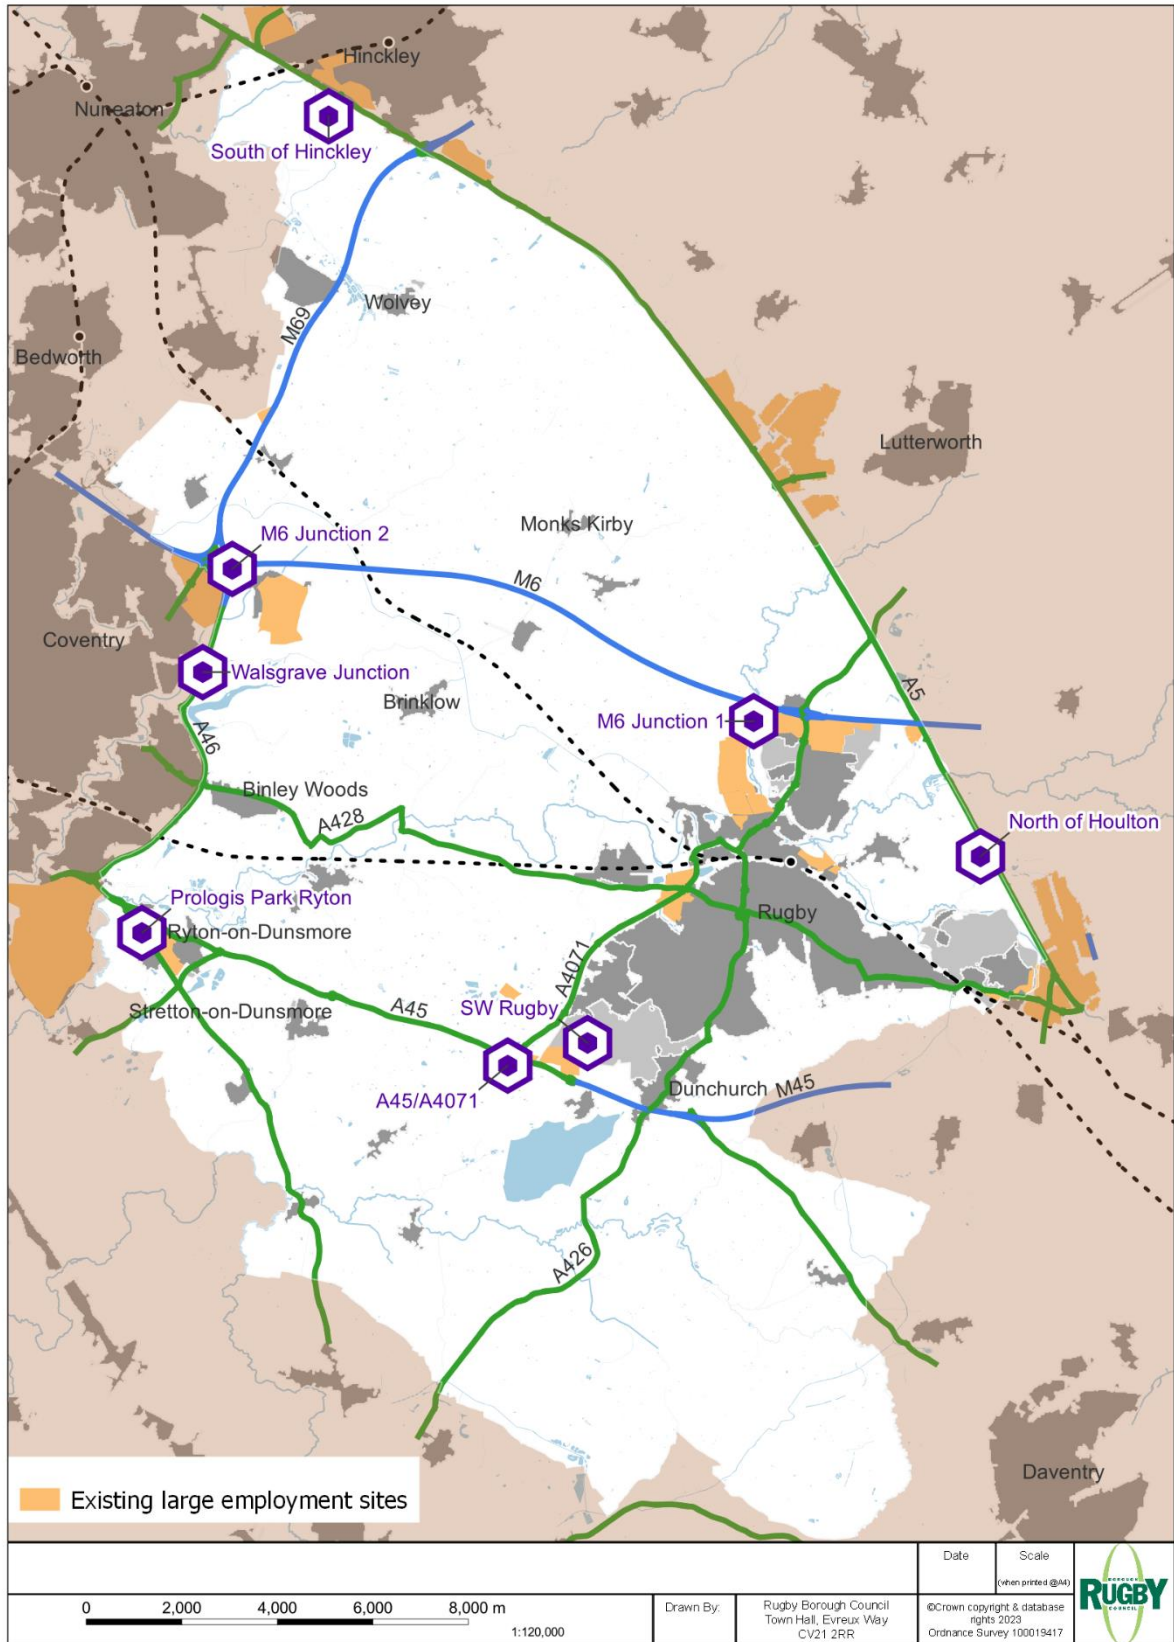 Hinckley
Nuneaton
South of Hinckley
Wolvey
M69
Bedworth
Lutterworth
Monks Kirby
M6 Junction 2
M6
Coventry
Walsgrave Junction
A5
Brinklow
M6 Junction 1
A46
Binley Woods
A428
North of Houlton
Prologis Park Ryton
Rugby
Ryton-on-Dunsmore
A4071
Stretton-on-Dunsmore
A45
SW Rugby
Dunchurch
M45
A45/A4071
A426
Daventry
Existing large employment sites
Date
Scale
(when printed @A4)
0 2,000 4,000 6,000 8,000 m
1:120,000
Drawn By:
Rugby Borough Council
Town Hall, Evreux Way
CV21 2RR
©Crown copyright & database
rights 2023
Ordnance Survey 100019417
BOROUGH
RUGBY
COUNCIL